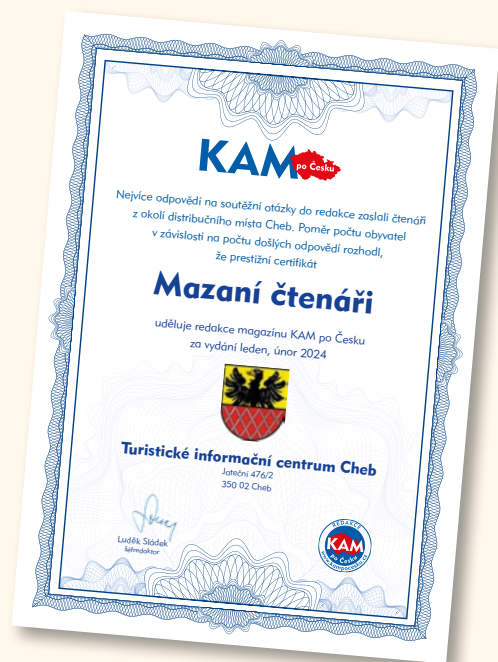 KAM po Česku
Nejvíce odpovědí na soutěžní otázky do redakce zaslali čtenáři
z okolí distribučního místa Cheb. Poměr počtu obyvatel
v závislosti na počtu došlých odpovědí rozhodl,
že prestižní certifikát
Mazaní čtenáři
uděluje redakce magazínu KAM po Česku
za vydání leden, únor 2024
Turistické informační centrum Cheb
Jateční 476/2
350 02 Cheb
Luděk Sládek
šéfredaktor
REDAKCE
KAM
po Česku
www.kampocesku.cz